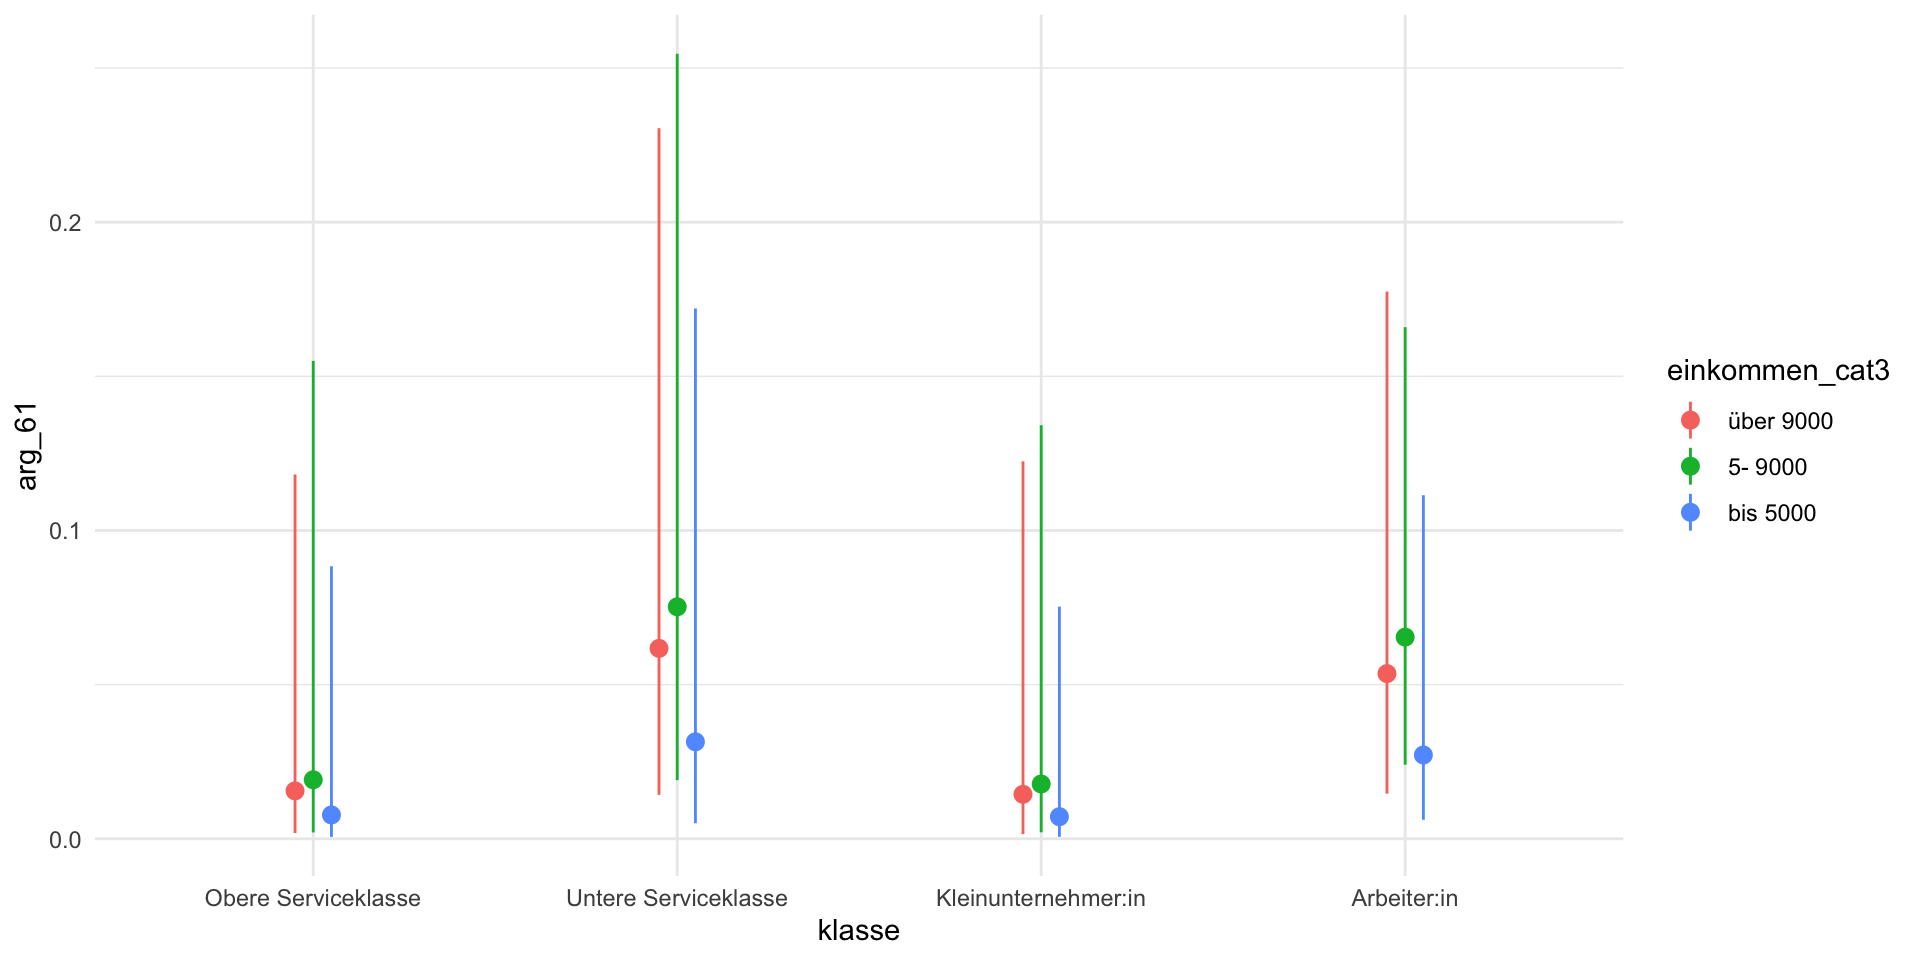 arg_61
0.2
0.1
0.0
Obere Serviceklasse
Untere Serviceklasse
Kleinunternehmer:in
Arbeiter:in
klasse
einkommen_cat3
über 9000
5- 9000
bis 5000